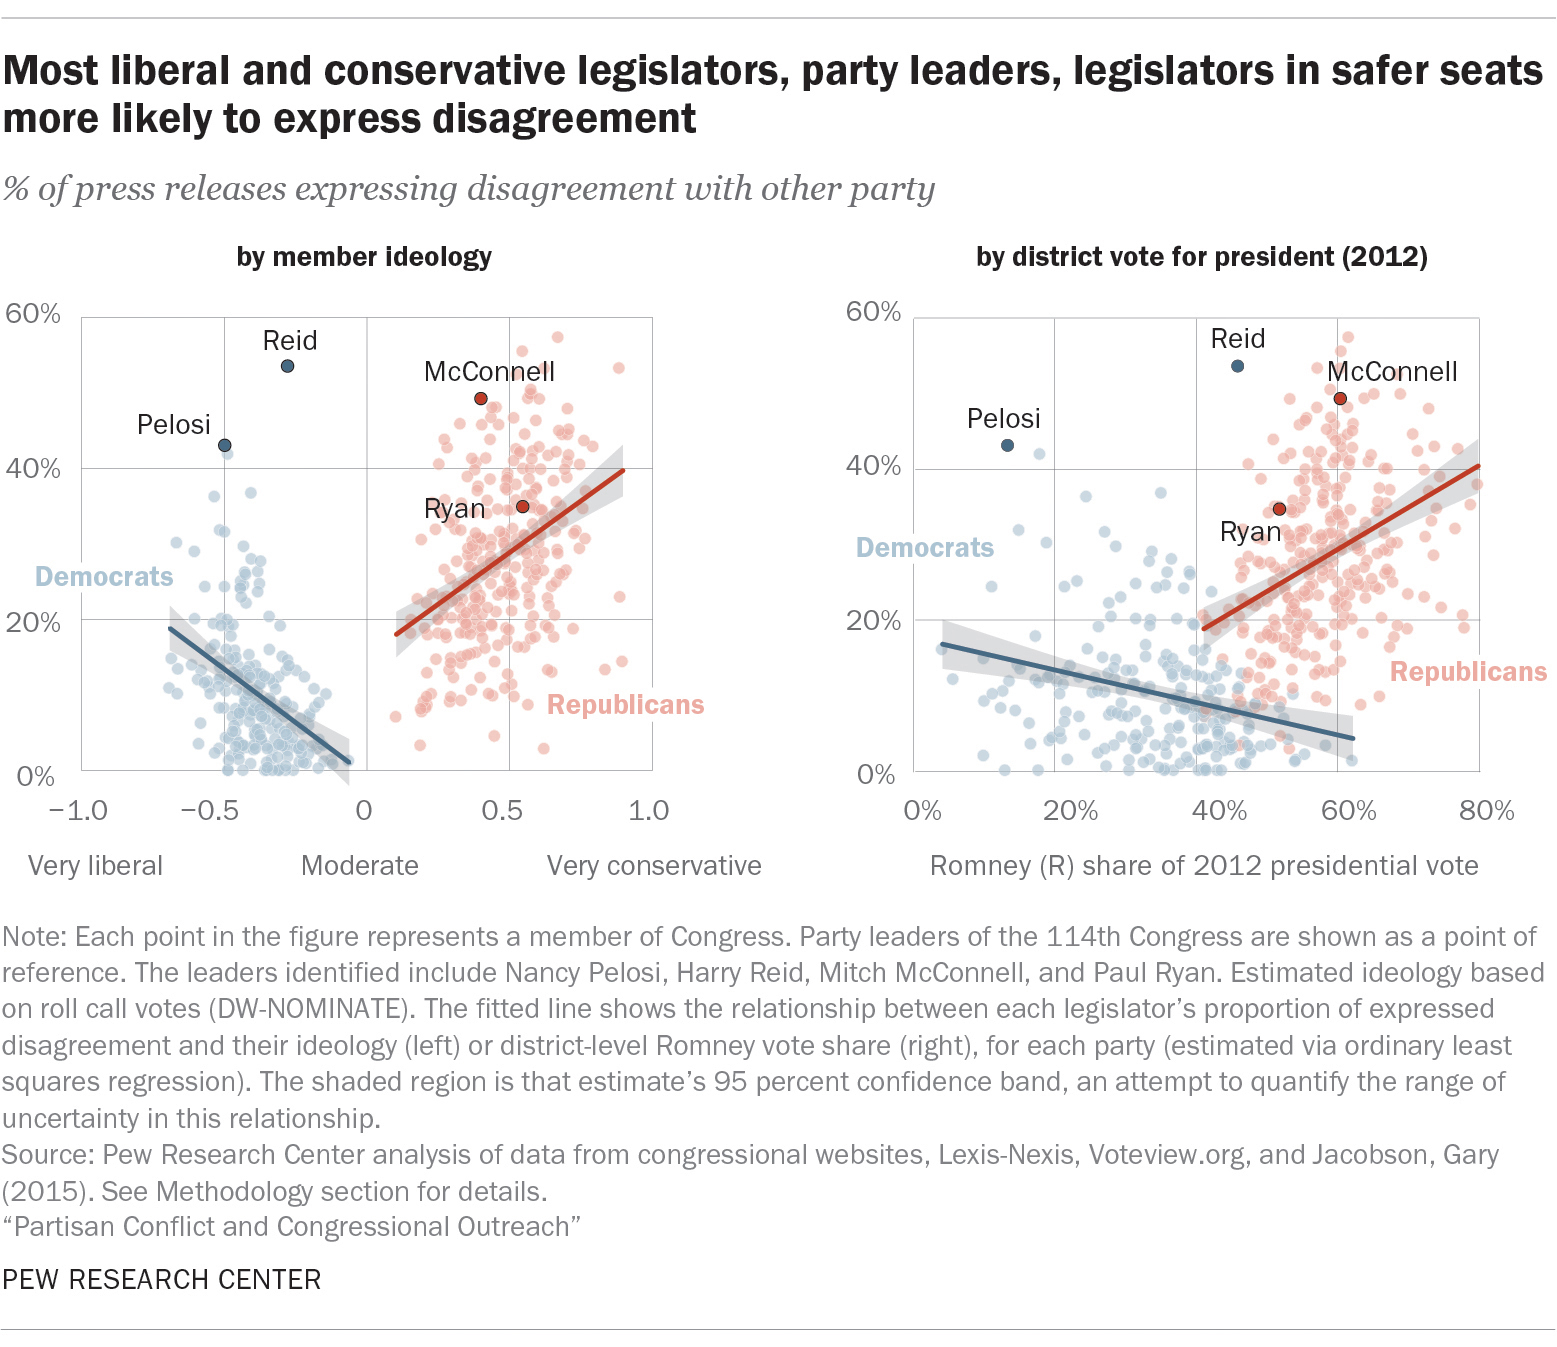 Most liberal and conservative legislators, party leaders, legislators in safer seats
more likely to express disagreement
% of press releases expressing disagreement with other party
by member ideology
60%
40%
20%
0%
Reid
Pelosi
McConnell
Ryan
Democrats
Republicans
−1.0
−0.5
0
0.5
1.0
Very liberal
Moderate
Very conservative
by district vote for president (2012)
60%
40%
20%
0%
Reid
Pelosi
McConnell
Ryan
Democrats
Republicans
0%
20%
40%
60%
80%
Romney (R) share of 2012 presidential vote
Note: Each point in the figure represents a member of Congress. Party leaders of the 114th Congress are shown as a point of
reference. The leaders identified include Nancy Pelosi, Harry Reid, Mitch McConnell, and Paul Ryan. Estimated ideology based
on roll call votes (DW-NOMINATE). The fitted line shows the relationship between each legislator’s proportion of expressed
disagreement and their ideology (left) or district-level Romney vote share (right), for each party (estimated via ordinary least
squares regression). The shaded region is that estimate’s 95 percent confidence band, an attempt to quantify the range of
uncertainty in this relationship.
Source: Pew Research Center analysis of data from congressional websites, Lexis-Nexis, Voteview.org, and Jacobson, Gary
(2015). See Methodology section for details.
“Partisan Conflict and Congressional Outreach”
PEW RESEARCH CENTER